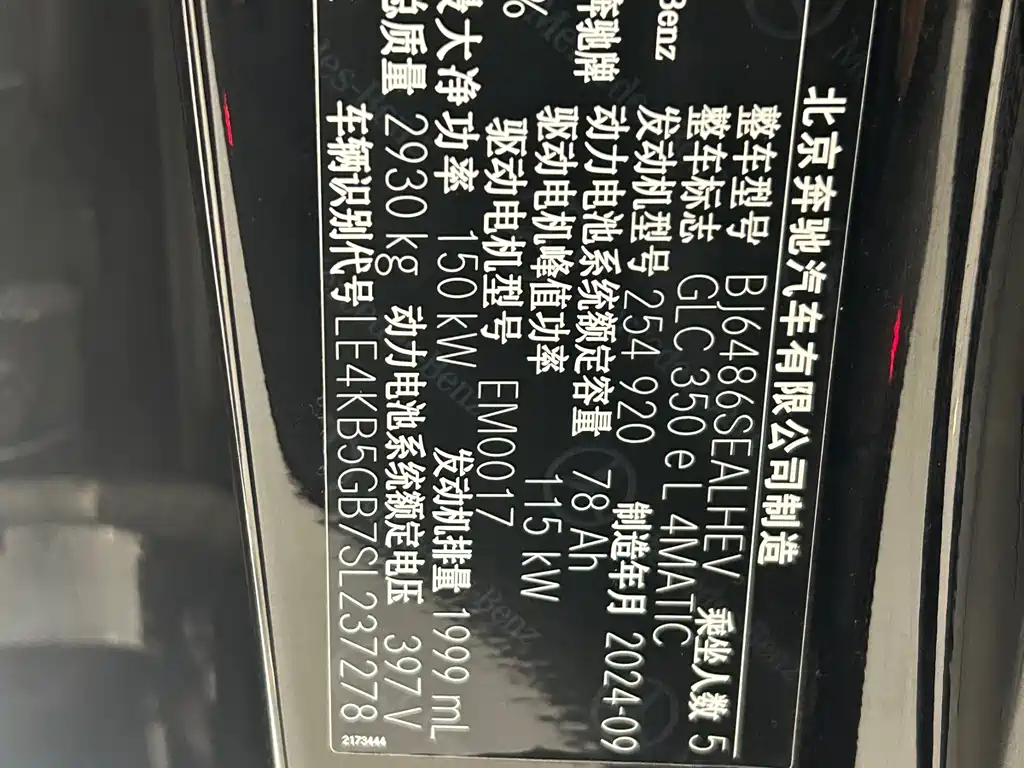 北京奔驰汽车有限公司制造
整车型号 BJ6486SEALHEV 乘坐人数 5
Benz 整车标志 GLC 350 e L 4MATIC
奔驰牌 发动机型号 254 920 制造年月 2024-09
动力电池系统额定容量 78 Ah
% 驱动电机峰值功率 115 kW
驱动电机型号 EM0017
最大净功率 150 kW 发动机排量 1999 mL
总质量 2930 kg 动力电池系统额定电压 397 V
车辆识别代号 LE4KB5GB7SL237278
2173444